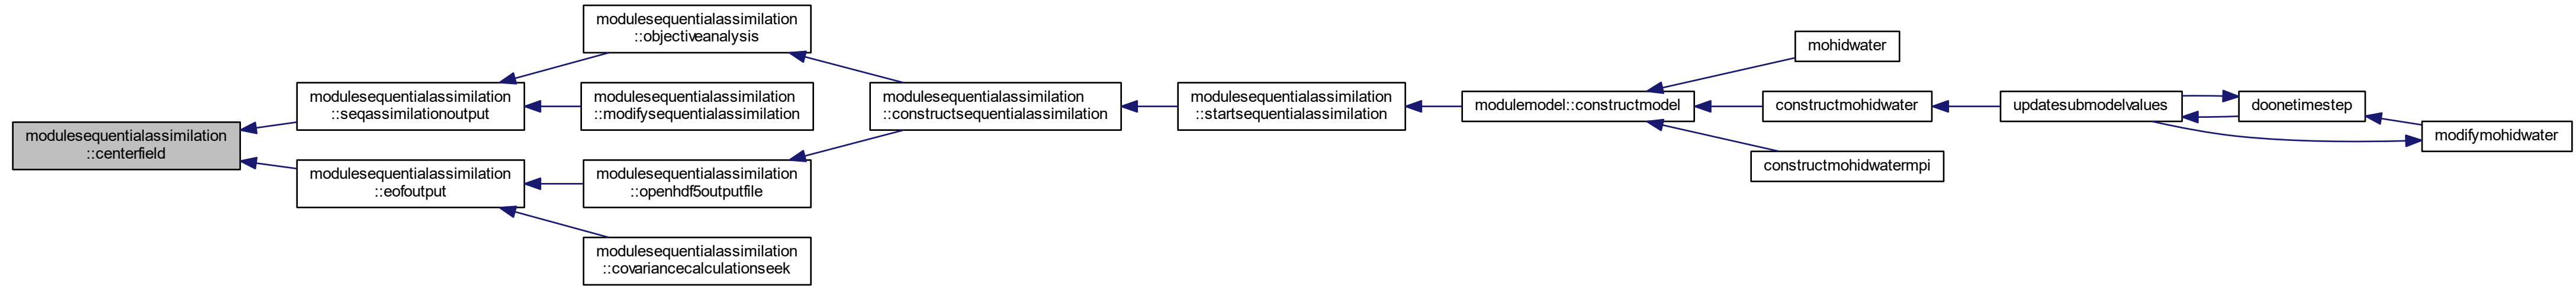 modulesequentialassimilation
::centerfield
modulesequentialassimilation
::seqassimilationoutput
modulesequentialassimilation
::eofoutput
modulesequentialassimilation
::objectiveanalysis
modulesequentialassimilation
::modifysequentialassimilation
modulesequentialassimilation
::openhdf5outputfile
modulesequentialassimilation
::covariancecalculationseek
modulesequentialassimilation
::constructsequentialassimilation
modulesequentialassimilation
::startsequentialassimilation
modulemodel::constructmodel
mohidwater
constructmohidwater
constructmohidwatermpi
updatesubmodelvalues
doonetimestep
modifymohidwater